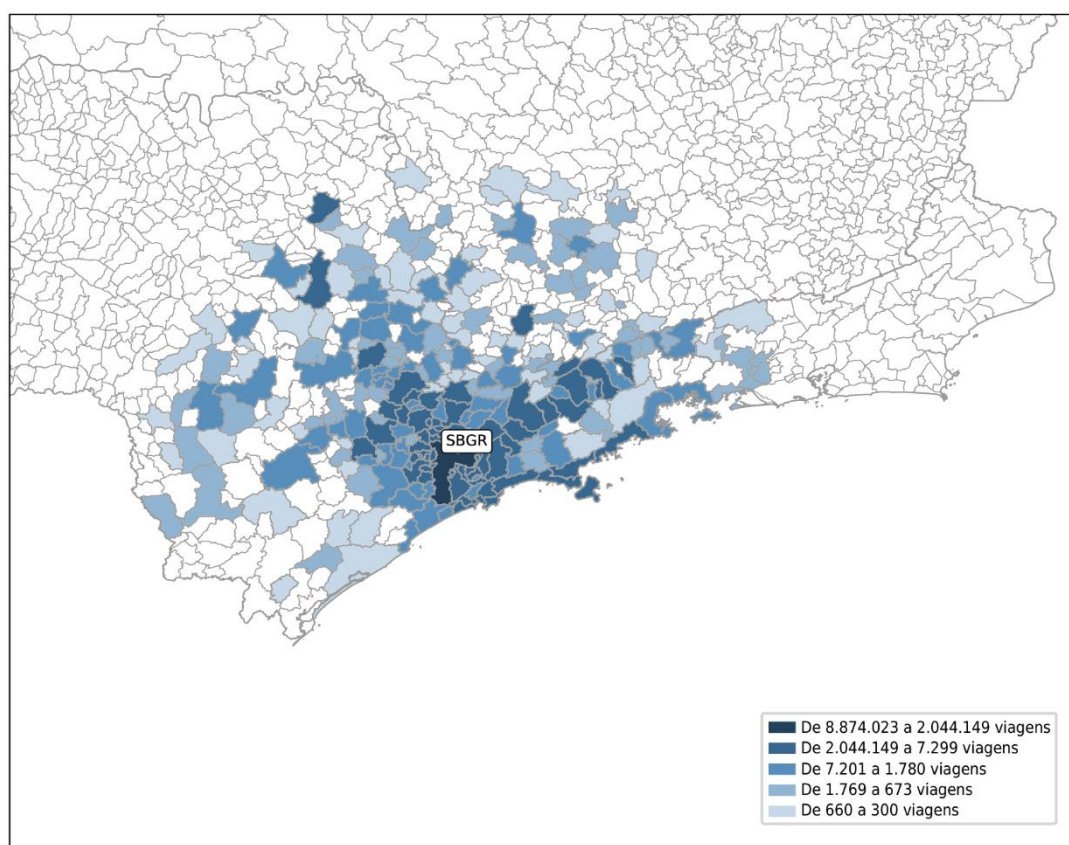 SBGR
De 8.874.023 a 2.044.149 viagens
De 2.044.149 a 7.299 viagens
De 7.201 a 1.780 viagens
De 1.769 a 673 viagens
De 660 a 300 viagens